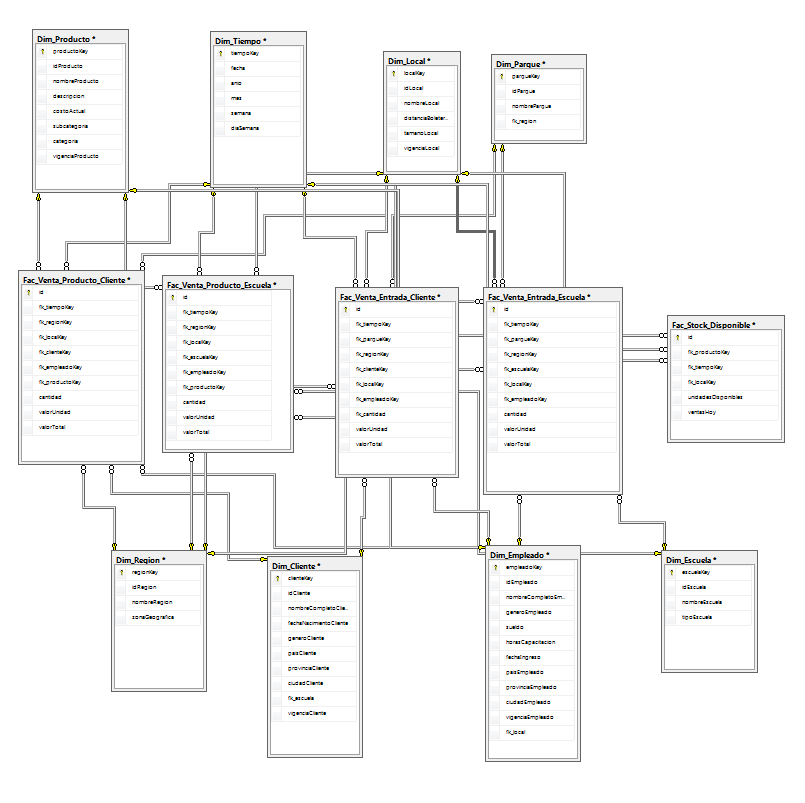 Dim_Producto *
productoKey
idProducto
nombreProducto
descripcion
costoActual
subcategoria
categoria
vigenciaProducto
Dim_Tiempo *
tiempoKey
fecha
anio
mes
semana
diaSemana
Dim_Local *
localKey
idLocal
nombreLocal
distanciaBoleter...
tamanoLocal
vigenciaLocal
Dim_Parque *
parqueKey
idParque
nombreParque
fk_region
Fac_Venta_Producto_Cliente *
id
fk_tiempoKey
fk_regionKey
fk_localKey
fk_clienteKey
fk_empleadoKey
fk_productoKey
cantidad
valorUnidad
valorTotal
Fac_Venta_Producto_Escuela *
id
fk_tiempoKey
fk_regionKey
fk_localKey
fk_escuelaKey
fk_empleadoKey
fk_productoKey
cantidad
valorUnidad
valorTotal
Fac_Venta_Entrada_Cliente *
id
fk_tiempoKey
fk_parqueKey
fk_regionKey
fk_clienteKey
fk_localKey
fk_empleadoKey
fk_cantidad
valorUnidad
valorTotal
Fac_Venta_Entrada_Escuela *
id
fk_tiempoKey
fk_parqueKey
fk_regionKey
fk_escuelaKey
fk_localKey
fk_empleadoKey
cantidad
valorUnidad
valorTotal
Fac_Stock_Disponible *
id
fk_productoKey
fk_tiempoKey
fk_localKey
unidadesDisponibles
ventasHoy
Dim_Region *
regionKey
idRegion
nombreRegion
zonaGeografica
Dim_Cliente *
clienteKey
idCliente
nombreCompletoClie...
fechaNacimientoCliente
generoCliente
paisCliente
provinciaCliente
ciudadCliente
fk_escuela
vigenciaCliente
Dim_Empleado *
empleadoKey
idEmpleado
nombreCompletoEm...
generoEmpleado
sueldo
horasCapacitacion
fechaIngreso
paisEmpleado
provinciaEmpleado
ciudadEmpleado
vigenciaEmpleado
fk_local
Dim_Escuela *
escuelaKey
idEscuela
nombreEscuela
tipoEscuela